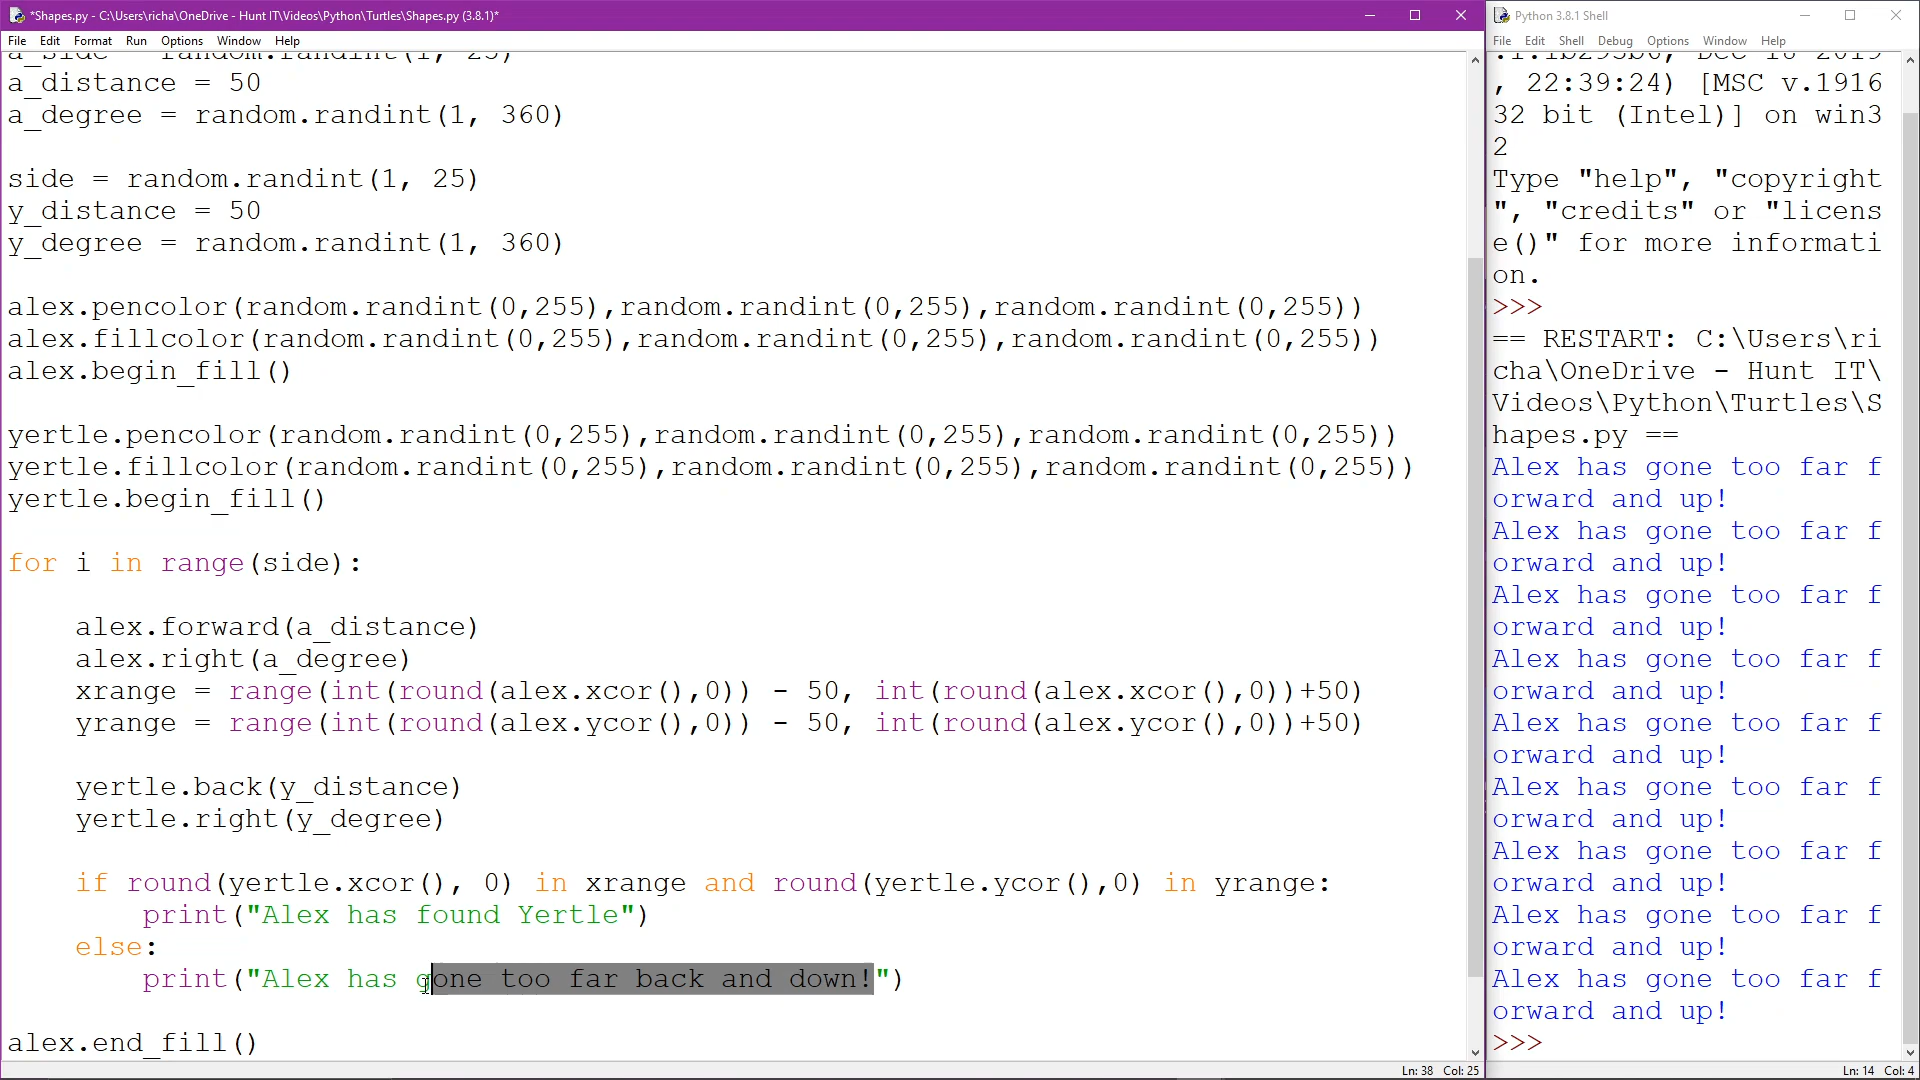 *Shapes.py - C:\Users\richa\OneDrive - Hunt IT\Videos\Python\Turtles\Shapes.py (3.8.1)*
File Edit Format Run Options Window Help
a_side = random.randint(1, 25)
a_distance = 50
a_degree = random.randint(1, 360)
side = random.randint(1, 25)
y_distance = 50
y_degree = random.randint(1, 360)
alex.pencolor(random.randint(0,255),random.randint(0,255),random.randint(0,255))
alex.fillcolor(random.randint(0,255),random.randint(0,255),random.randint(0,255))
alex.begin_fill()
yertle.pencolor(random.randint(0,255),random.randint(0,255),random.randint(0,255))
yertle.fillcolor(random.randint(0,255),random.randint(0,255),random.randint(0,255))
yertle.begin_fill()
for i in range(side):
alex.forward(a_distance)
alex.right(a_degree)
xrange = range(int(round(alex.xcor(),0)) - 50, int(round(alex.xcor(),0))+50)
yrange = range(int(round(alex.ycor(),0)) - 50, int(round(alex.ycor(),0))+50)
yertle.back(y_distance)
yertle.right(y_degree)
if round(yertle.xcor(), 0) in xrange and round(yertle.ycor(),0) in yrange:
print("Alex has found Yertle")
else:
print("Alex has gone too far back and down!")
alex.end_fill()
Ln: 38 Col: 25
Python 3.8.1 Shell
File Edit Shell Debug Options Window Help
, 22:39:24) [MSC v.1916
32 bit (Intel)] on win3
2
Type "help", "copyright
", "credits" or "licens
e()" for more informati
on.
>>>
== RESTART: C:\Users\ri
cha\OneDrive - Hunt IT\
Videos\Python\Turtles\S
hapes.py ==
Alex has gone too far f
orward and up!
Alex has gone too far f
orward and up!
Alex has gone too far f
orward and up!
Alex has gone too far f
orward and up!
Alex has gone too far f
orward and up!
Alex has gone too far f
orward and up!
Alex has gone too far f
orward and up!
Alex has gone too far f
orward and up!
Alex has gone too far f
orward and up!
>>>
Ln: 14 Col: 4